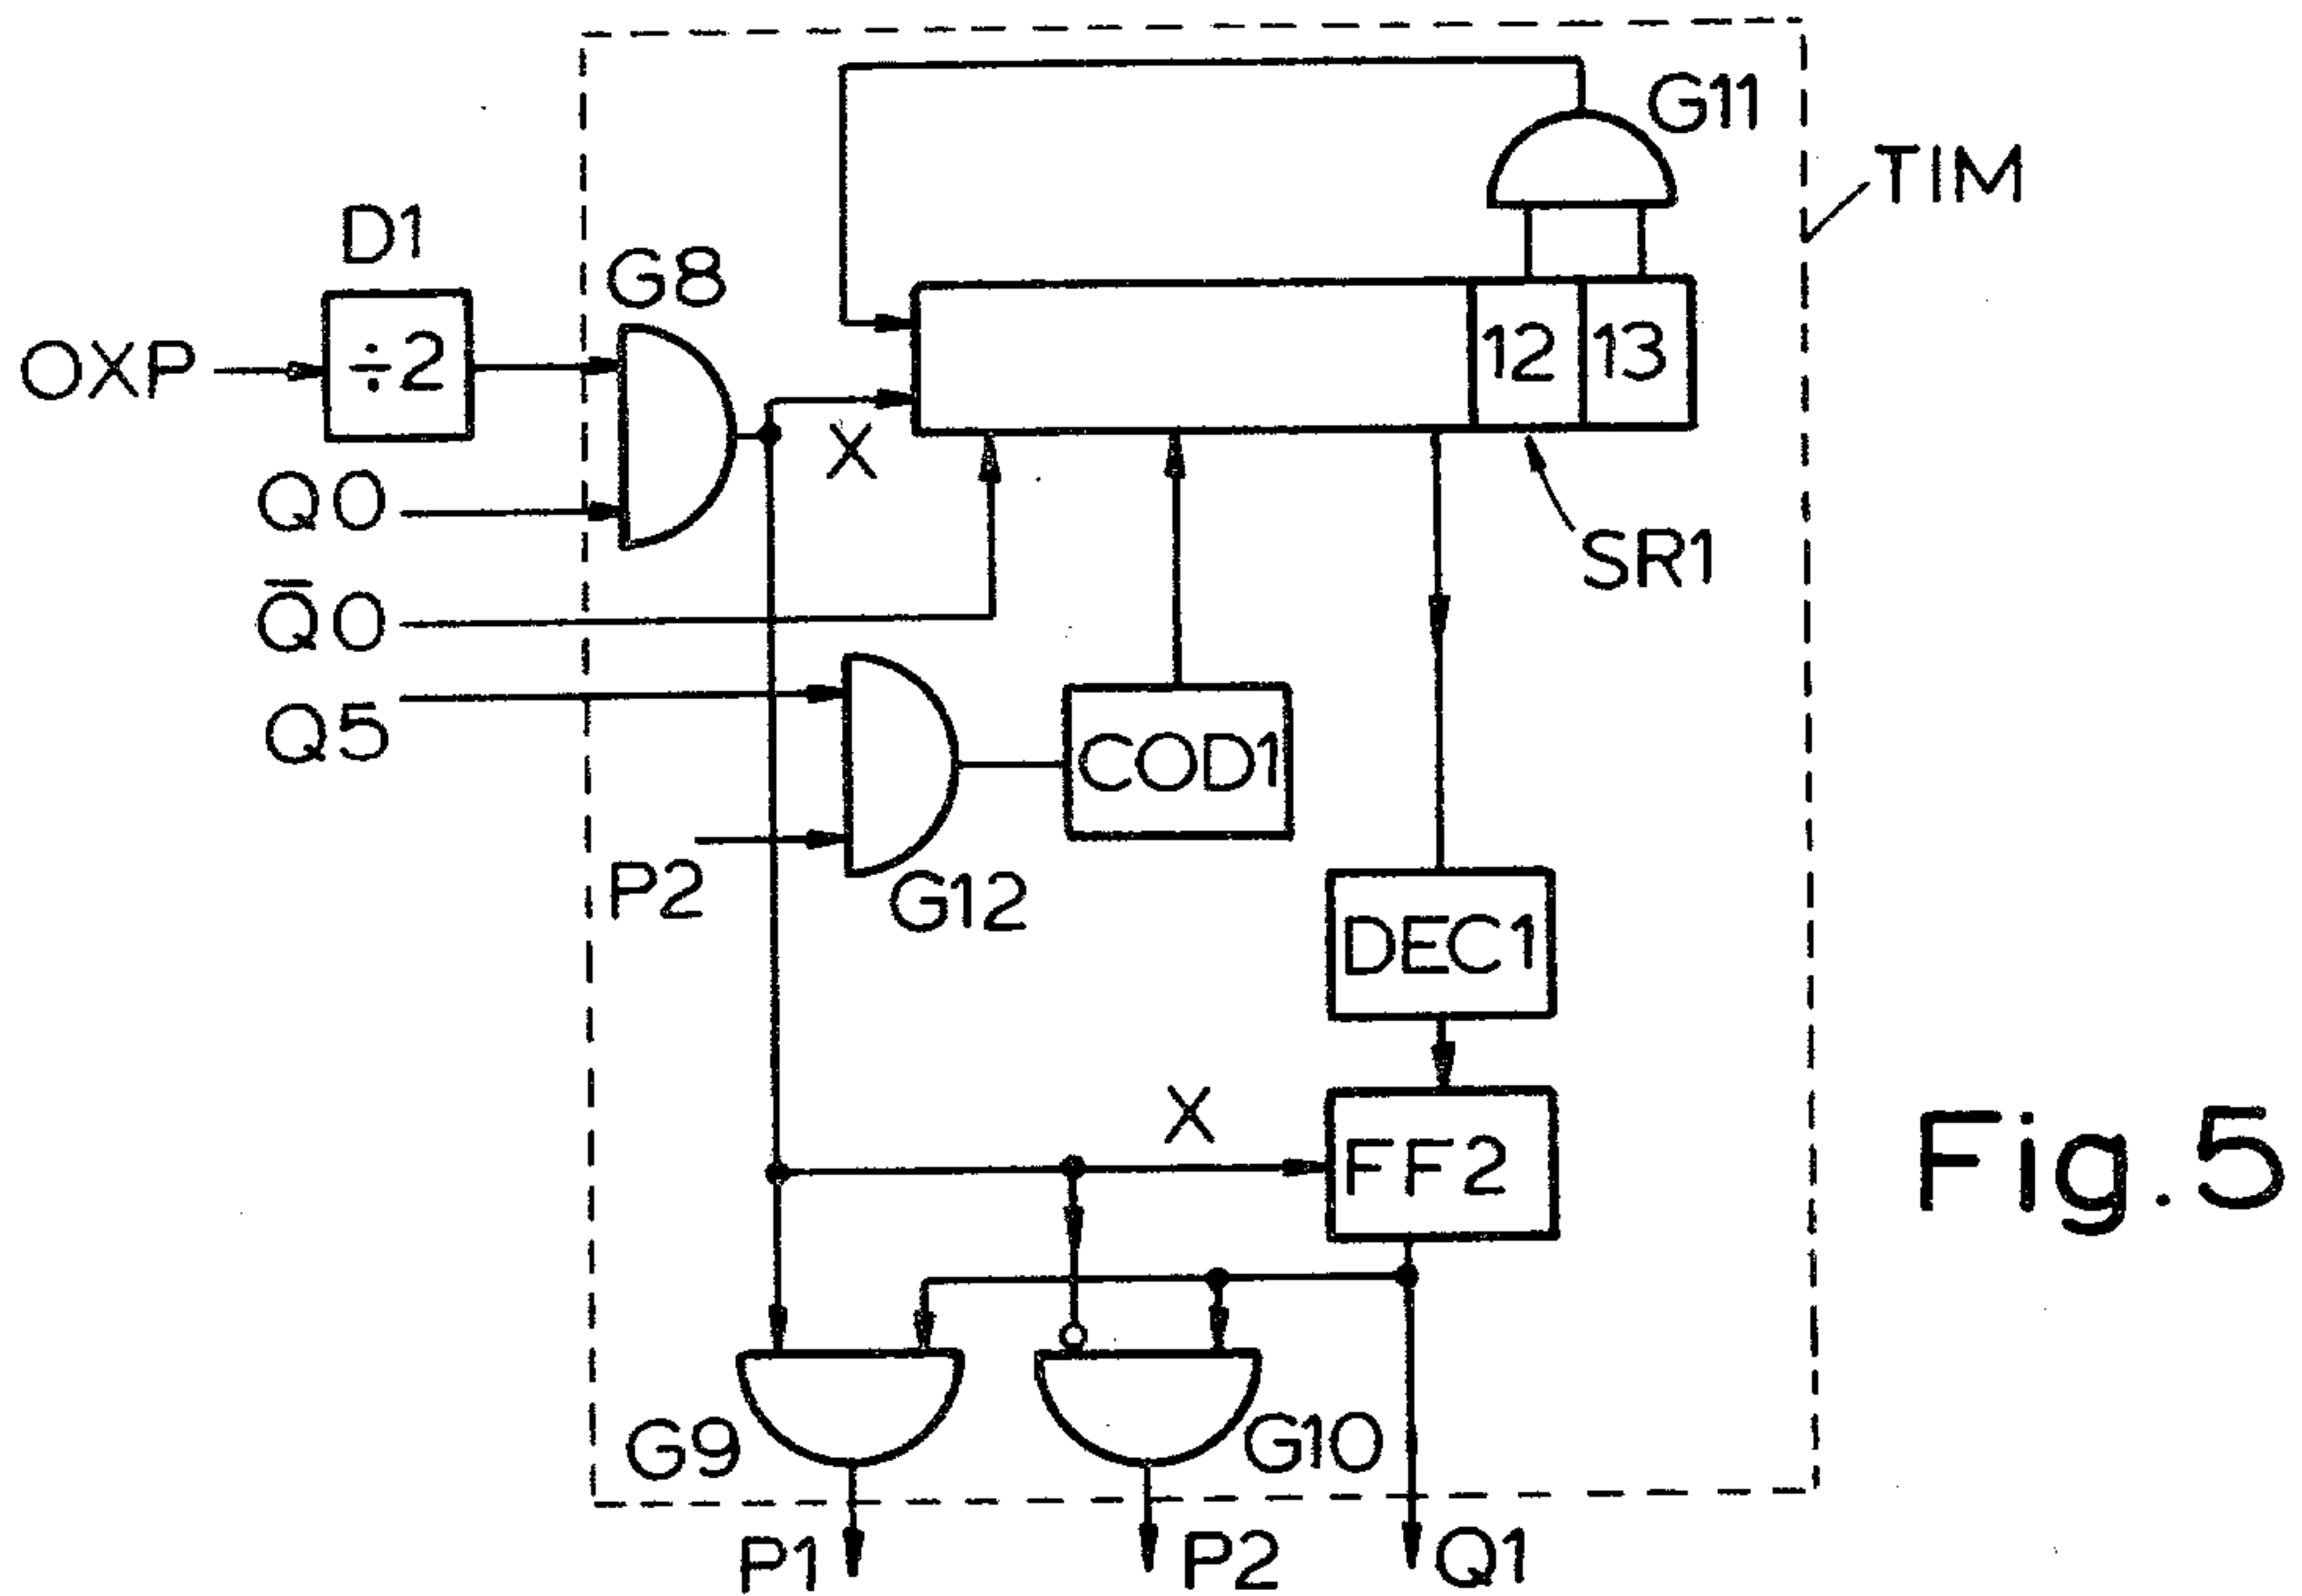 G11
TIM
D1
G8
OXP
÷2
12
13
X
Q0
SR1
Q̅0
Q5
COD1
P2
G12
DEC1
X
FF2
Fig.5
G9
G10
P1
P2
Q1